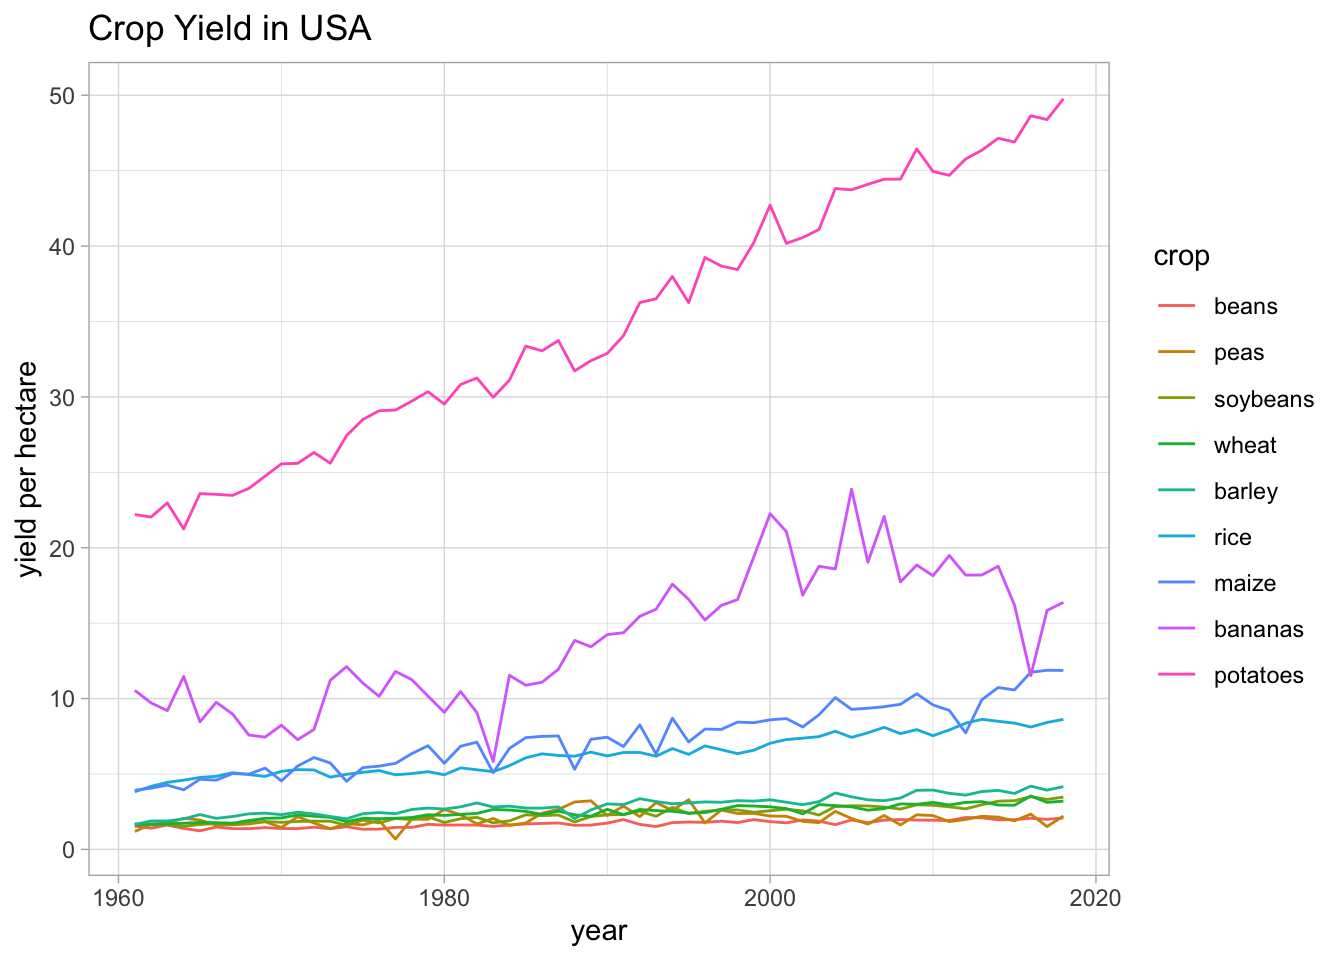 Crop Yield in USA
50
40
30
20
10
0
yield per hectare
1960 1980 2000 2020
year
crop
beans
peas
soybeans
wheat
barley
rice
maize
bananas
potatoes